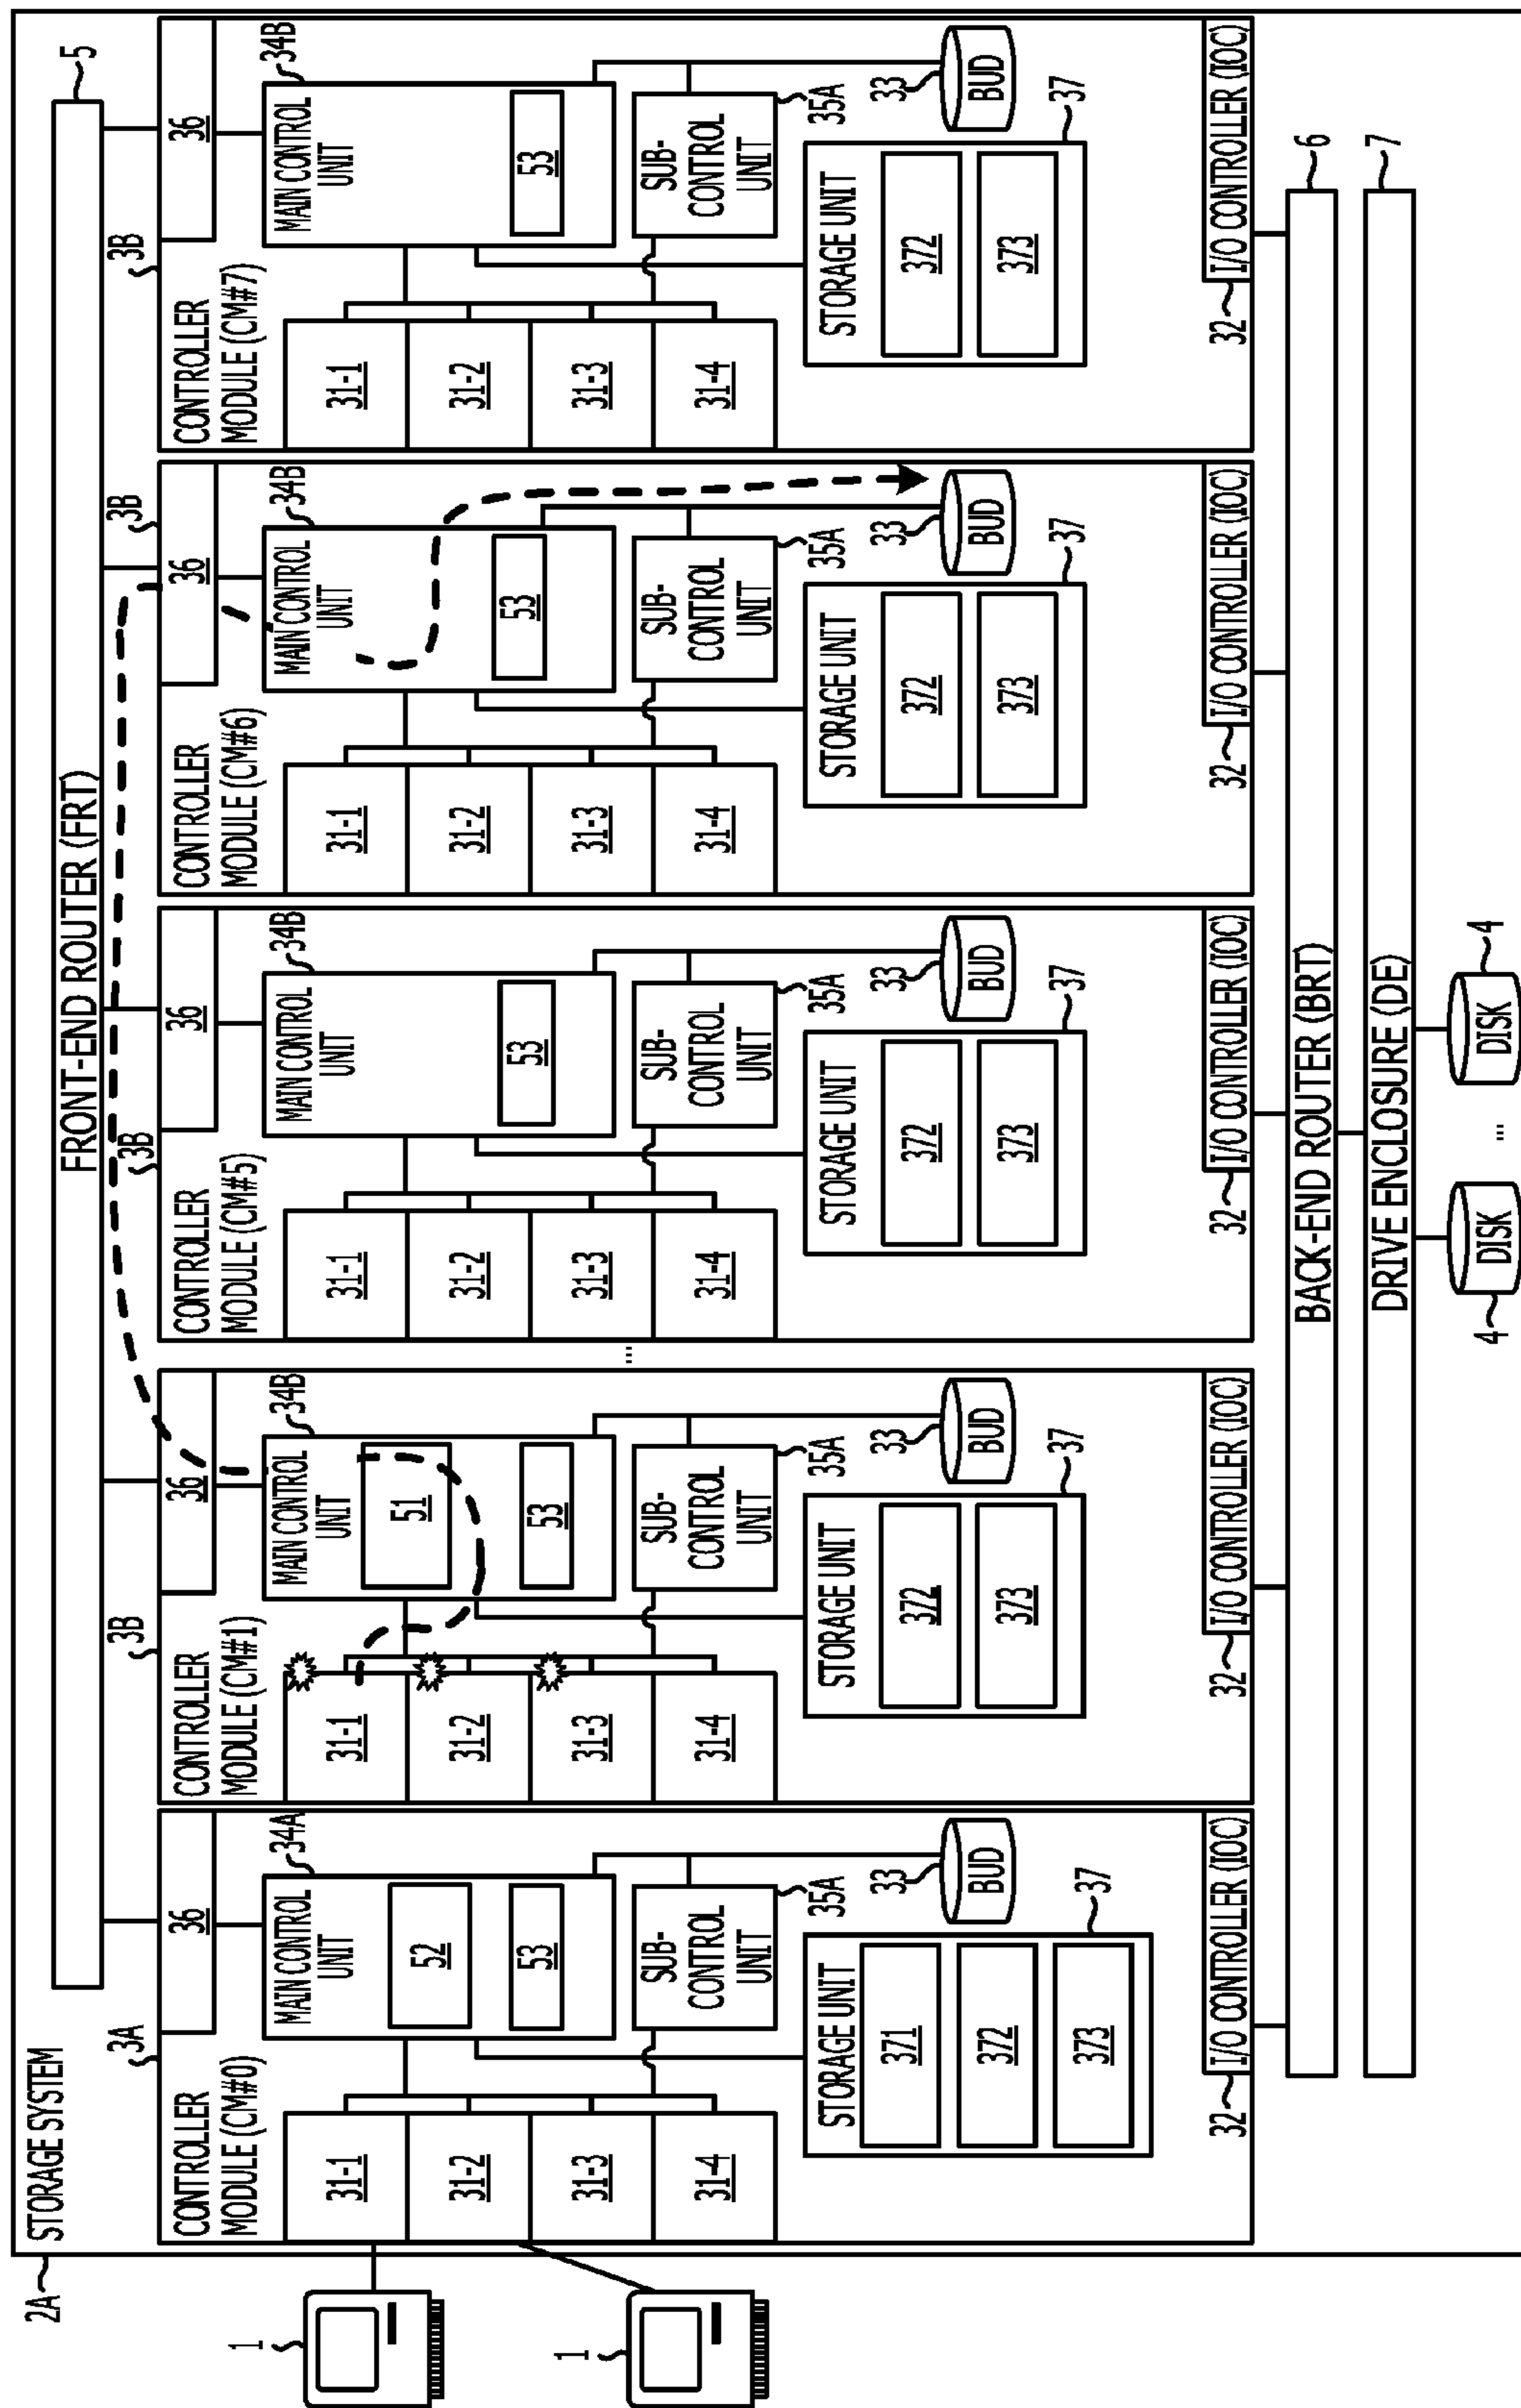 2A
STORAGE SYSTEM
FRONT-END ROUTER (FRT)
5
3A
CONTROLLER
MODULE (CM#0)
36
34A
MAIN CONTROL
UNIT
52
53
31-1
31-2
31-3
31-4
SUB-
CONTROL
UNIT
35A
33
BUD
STORAGE UNIT
37
371
372
373
32
I/O CONTROLLER (IOC)
3B
CONTROLLER
MODULE (CM#1)
36
34B
MAIN CONTROL
UNIT
51
53
31-1
31-2
31-3
31-4
SUB-
CONTROL
UNIT
35A
33
BUD
STORAGE UNIT
37
372
373
32
I/O CONTROLLER (IOC)
...
3B
CONTROLLER
MODULE (CM#5)
36
34B
MAIN CONTROL
UNIT
53
31-1
31-2
31-3
31-4
SUB-
CONTROL
UNIT
35A
33
BUD
STORAGE UNIT
37
372
373
32
I/O CONTROLLER (IOC)
3B
CONTROLLER
MODULE (CM#6)
36
34B
MAIN CONTROL
UNIT
53
31-1
31-2
31-3
31-4
SUB-
CONTROL
UNIT
35A
33
BUD
STORAGE UNIT
37
372
373
32
I/O CONTROLLER (IOC)
3B
CONTROLLER
MODULE (CM#7)
36
34B
MAIN CONTROL
UNIT
53
31-1
31-2
31-3
31-4
SUB-
CONTROL
UNIT
35A
33
BUD
STORAGE UNIT
37
372
373
32
I/O CONTROLLER (IOC)
1
1
BACK-END ROUTER (BRT)
6
DRIVE ENCLOSURE (DE)
7
4
DISK
...
DISK
4